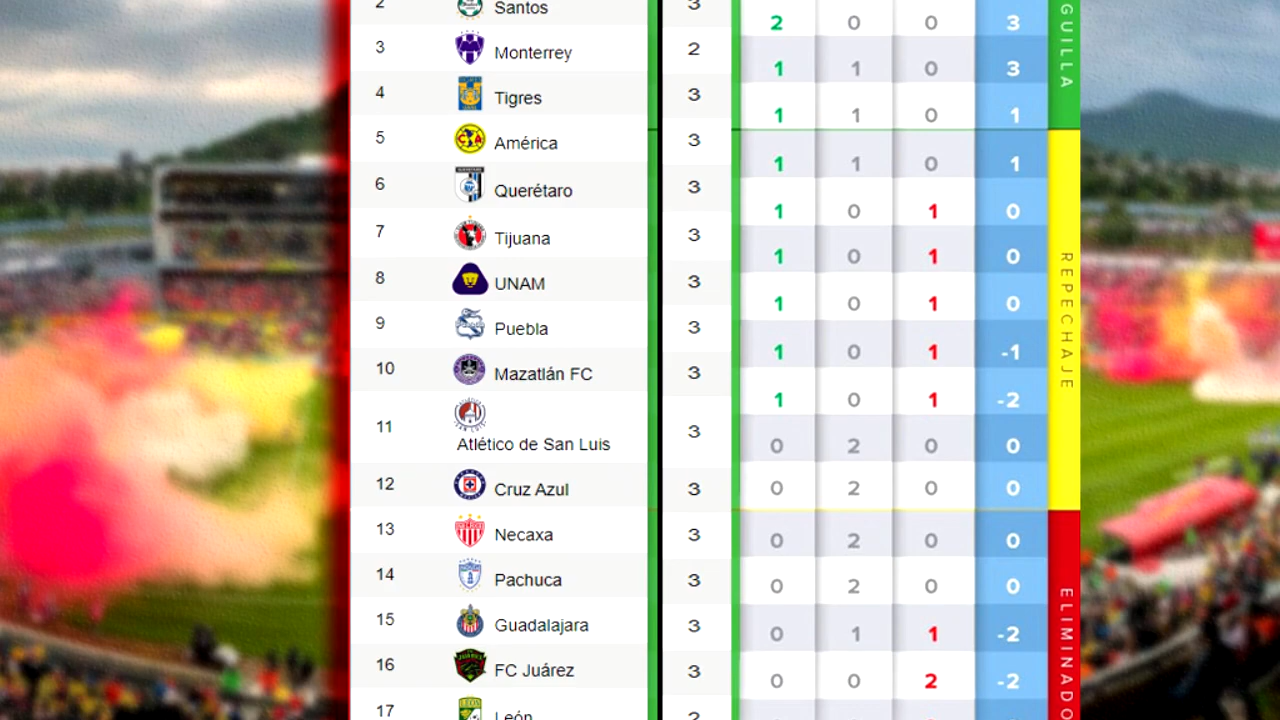 2 Santos 3 2 0 0 3
3 Monterrey 2 1 1 0 3
4 Tigres 3 1 1 0 1
5 América 3 1 1 0 1
6 Querétaro 3 1 0 1 0
7 Tijuana 3 1 0 1 0
8 UNAM 3 1 0 1 0
9 Puebla 3 1 0 1 -1
10 Mazatlán FC 3 1 0 1 -2
11 Atlético de San Luis 3 0 2 0 0
12 Cruz Azul 3 0 2 0 0
13 Necaxa 3 0 2 0 0
14 Pachuca 3 0 2 0 0
15 Guadalajara 3 0 1 1 -2
16 FC Juárez 3 0 0 2 -2
17 León
GUILLA
REPECHAJE
ELIMINADO